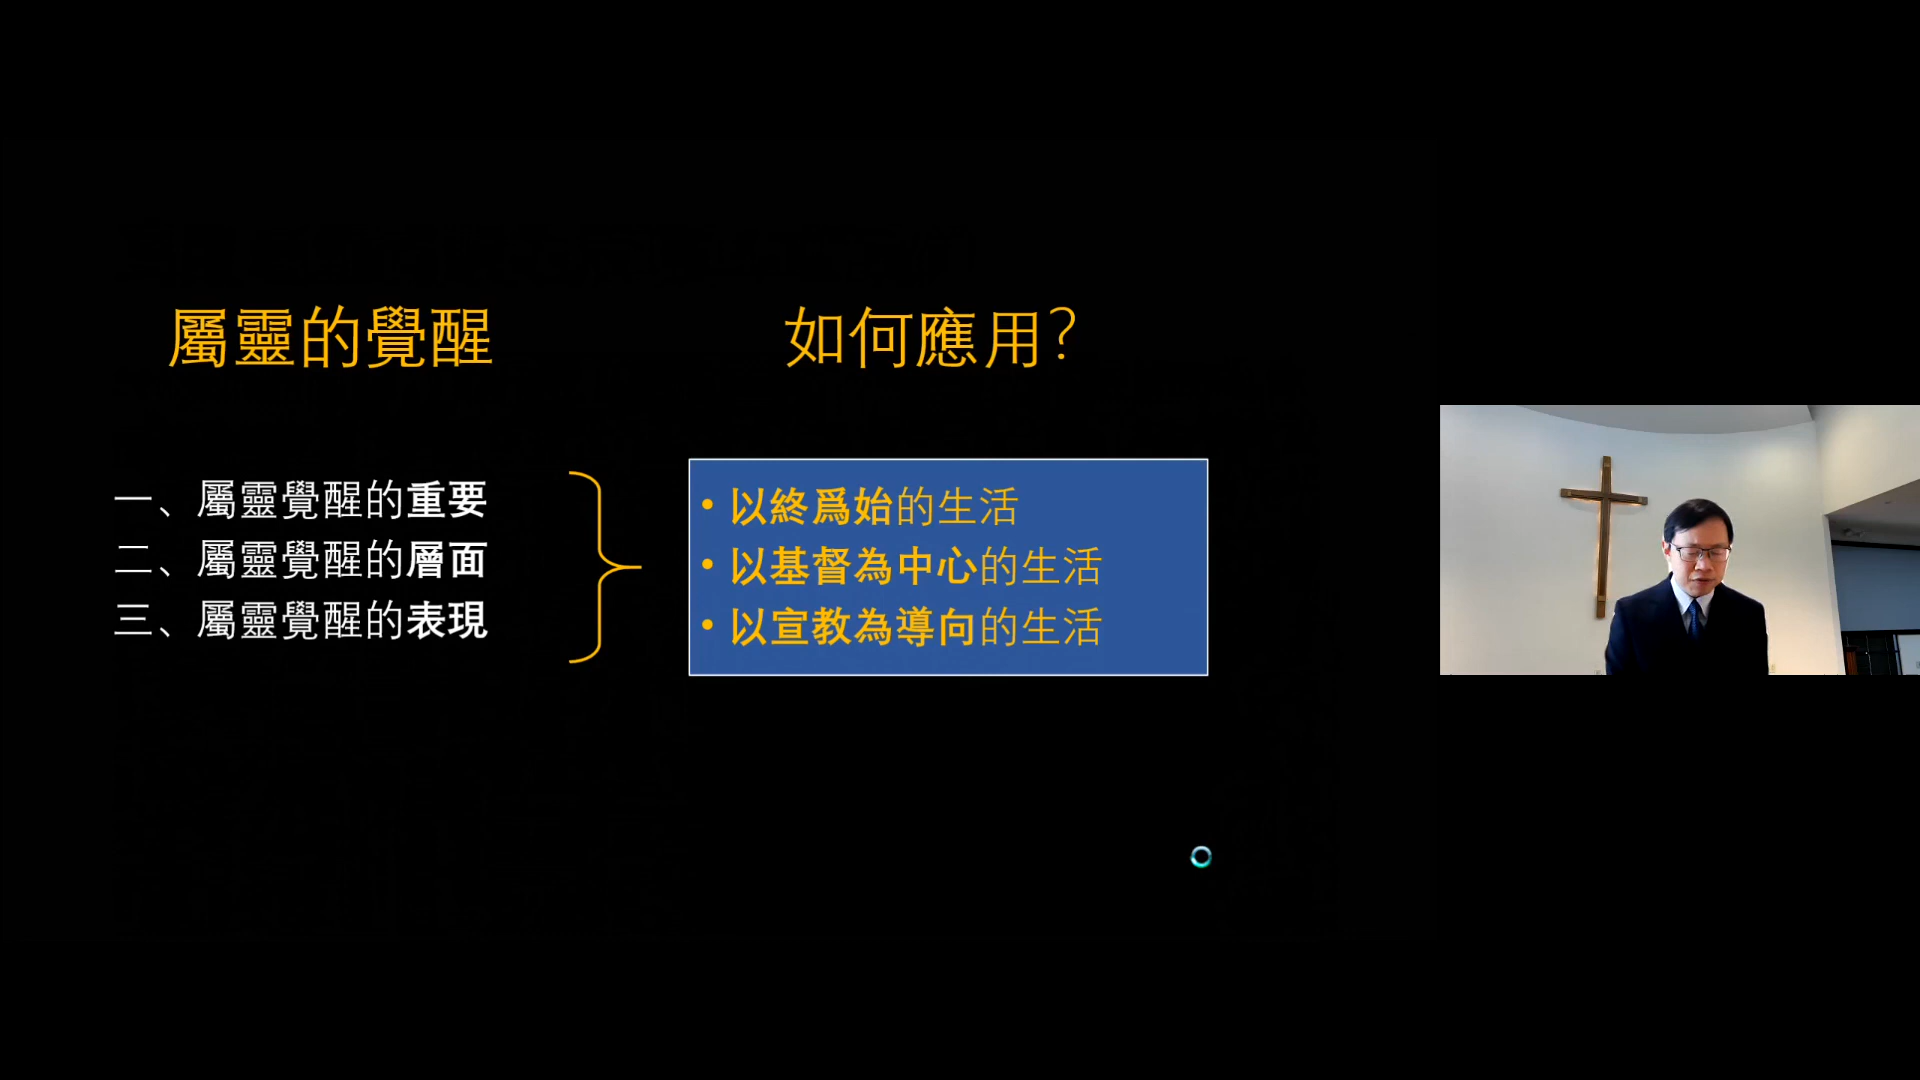 屬靈的覺醒
一、屬靈覺醒的重要
二、屬靈覺醒的層面
三、屬靈覺醒的表現
如何應用？
• 以終爲始的生活
• 以基督為中心的生活
• 以宣教為導向的生活